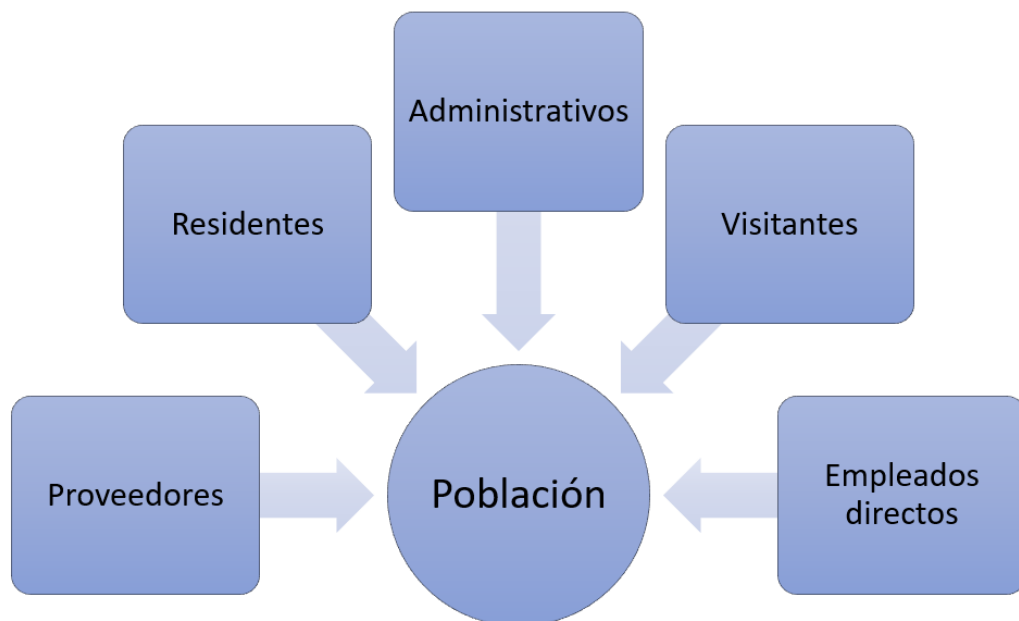 Administrativos
Residentes
Visitantes
Proveedores
Población
Empleados
directos